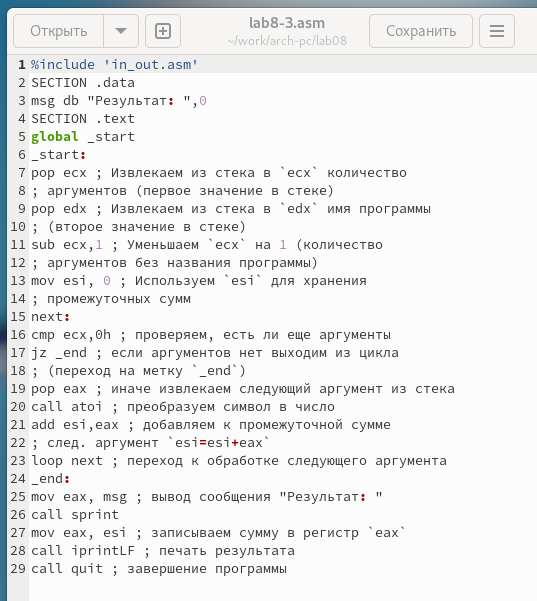 Открыть
lab8-3.asm
~/work/arch-pc/lab08
Сохранить
1 %include 'in_out.asm'
2 SECTION .data
3 msg db "Результат: ",0
4 SECTION .text
5 global _start
6 _start:
7 pop ecx ; Извлекаем из стека в `ecx` количество
8 ; аргументов (первое значение в стеке)
9 pop edx ; Извлекаем из стека в `edx` имя программы
10 ; (второе значение в стеке)
11 sub ecx,1 ; Уменьшаем `ecx` на 1 (количество
12 ; аргументов без названия программы)
13 mov esi, 0 ; Используем `esi` для хранения
14 ; промежуточных сумм
15 next:
16 cmp ecx,0h ; проверяем, есть ли еще аргументы
17 jz _end ; если аргументов нет выходим из цикла
18 ; (переход на метку `_end`)
19 pop eax ; иначе извлекаем следующий аргумент из стека
20 call atoi ; преобразуем символ в число
21 add esi,eax ; добавляем к промежуточной сумме
22 ; след. аргумент `esi=esi+eax`
23 loop next ; переход к обработке следующего аргумента
24 _end:
25 mov eax, msg ; вывод сообщения "Результат: "
26 call sprint
27 mov eax, esi ; записываем сумму в регистр `eax`
28 call iprintLF ; печать результата
29 call quit ; завершение программы